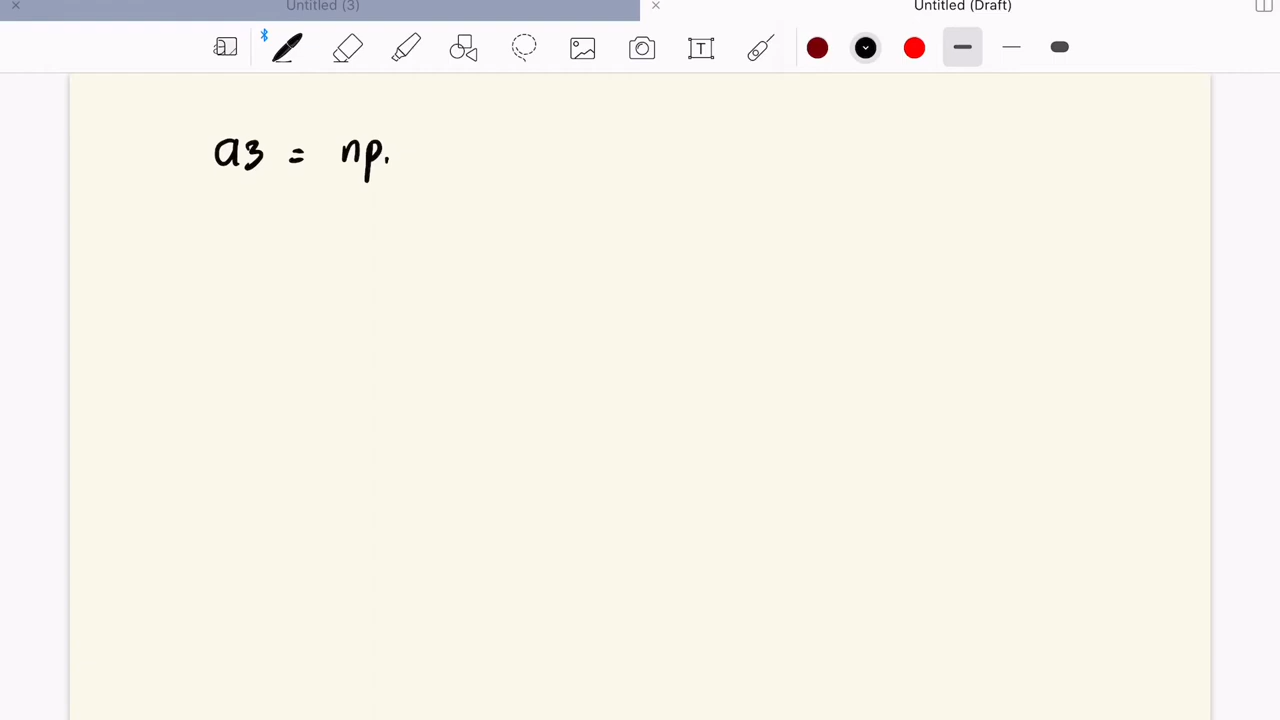 Untitled (3)
Untitled (Draft)
T
a3 = np.